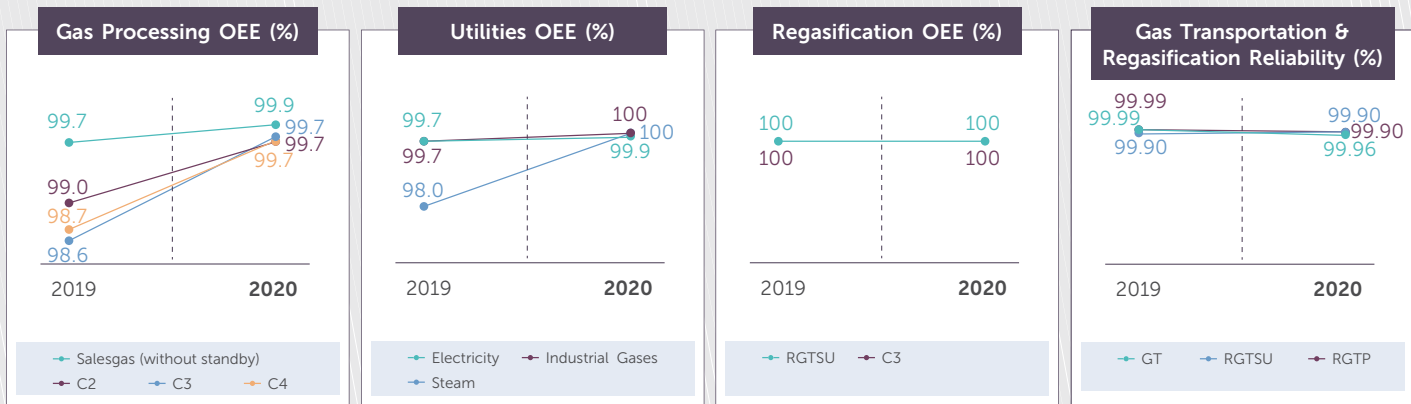 Gas Processing OEE (%)
99.7
99.9
99.7
99.7
99.7
99.0
98.7
98.6
2019
2020
Salesgas (without standby)
C2
C3
C4
Utilities OEE (%)
99.7
99.7
98.0
100
100
99.9
2019
2020
Electricity
Industrial Gases
Steam
Regasification OEE (%)
100
100
100
100
2019
2020
RGTSU
C3
Gas Transportation &
Regasification Reliability (%)
99.99
99.99
99.90
99.90
99.90
99.96
2019
2020
GT
RGTSU
RGTP